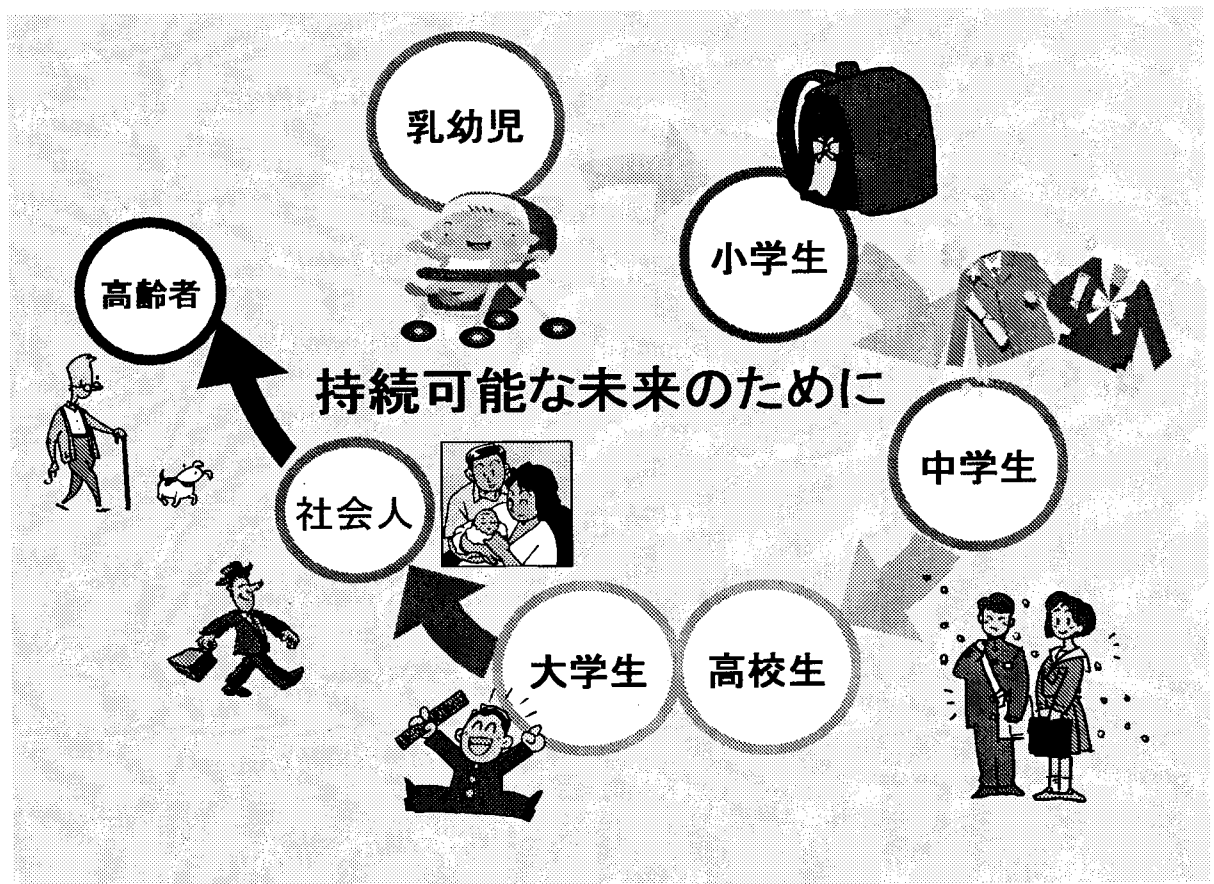 乳幼児
小学生
中学生
高校生
大学生
社会人
高齢者
持続可能な未来のために